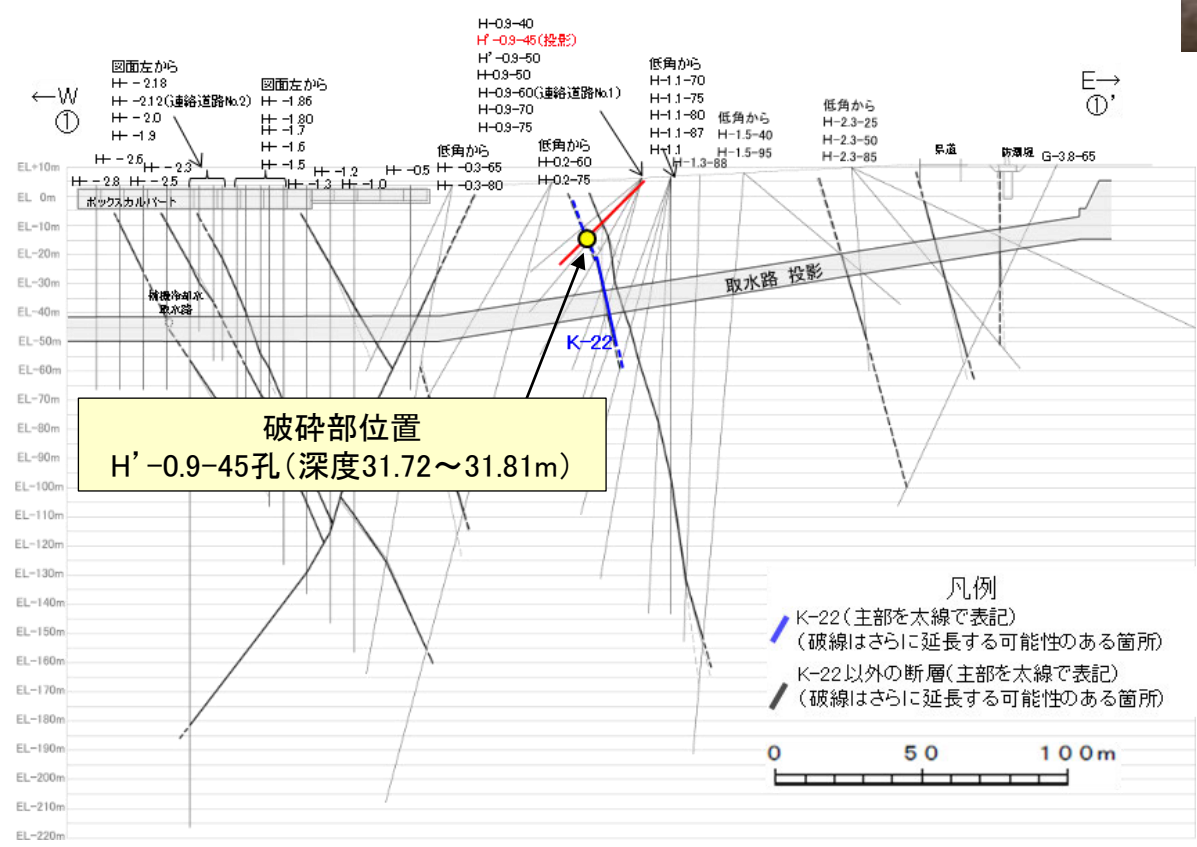 H-0.9-40
H'-0.9-45(投影)
H'-0.9-50
H-0.9-50
H-0.9-60(連絡道路No.1)
H-0.9-70
H-0.9-75
低角から
H-1.1-70
H-1.1-75
H-1.1-80
H-1.1-87
H-1.1
図面左から
H- -2.18
H- -2.12(連絡道路No.2)
H- -2.0
H- -1.9
図面左から
H- -1.86
H- -1.80
H- -1.7
H- -1.6
H- -1.5
←W
①
E→
①'
低角から
H-1.5-40
H-1.5-95
低角から
H-2.3-25
H-2.3-50
H-2.3-85
県道
防潮堤
G-3.8-65
H-1.3-88
低角から
H- -0.3-65
H- -0.3-80
低角から
H-0.2-60
H-0.2-75
H- -2.6
H- -2.3
H- -1.2
H- -0.5
H- -2.8
H- -2.5
H- -1.3
H- -1.0
ボックスカルバート
補機冷却水
取水路
取水路 投影
K-22
破砕部位置
H'-0.9-45孔(深度31.72～31.81m)
EL+10m
EL 0m
EL-10m
EL-20m
EL-30m
EL-40m
EL-50m
EL-60m
EL-70m
EL-80m
EL-90m
EL-100m
EL-110m
EL-120m
EL-130m
EL-140m
EL-150m
EL-160m
EL-170m
EL-180m
EL-190m
EL-200m
EL-210m
EL-220m
凡例
K-22(主部を太線で表記)
(破線はさらに延長する可能性のある箇所)
K-22以外の断層(主部を太線で表記)
(破線はさらに延長する可能性のある箇所)
0 50 100m